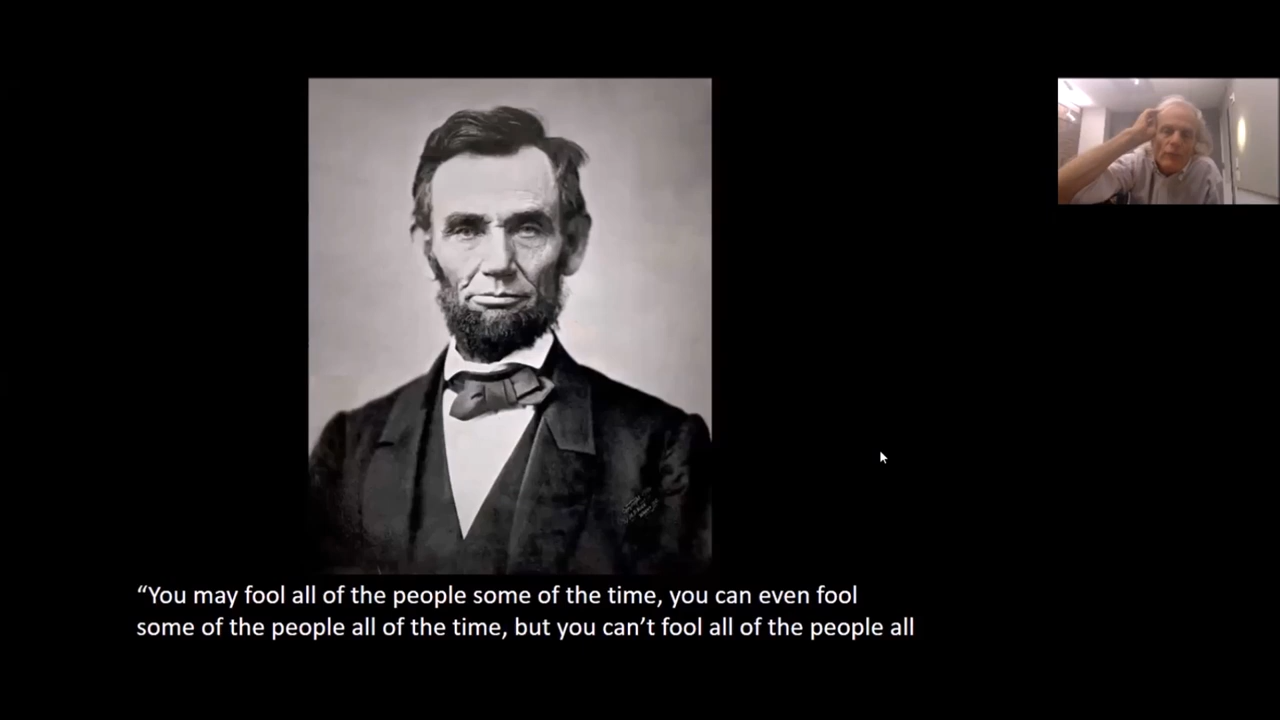 “You may fool all of the people some of the time, you can even fool
some of the people all of the time, but you can’t fool all of the people all